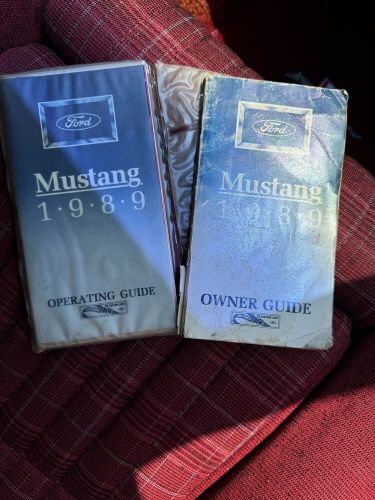 Ford
Mustang
1·9·8·9
OPERATING GUIDE
Ford
Mustang
1·9·8·9
OWNER GUIDE